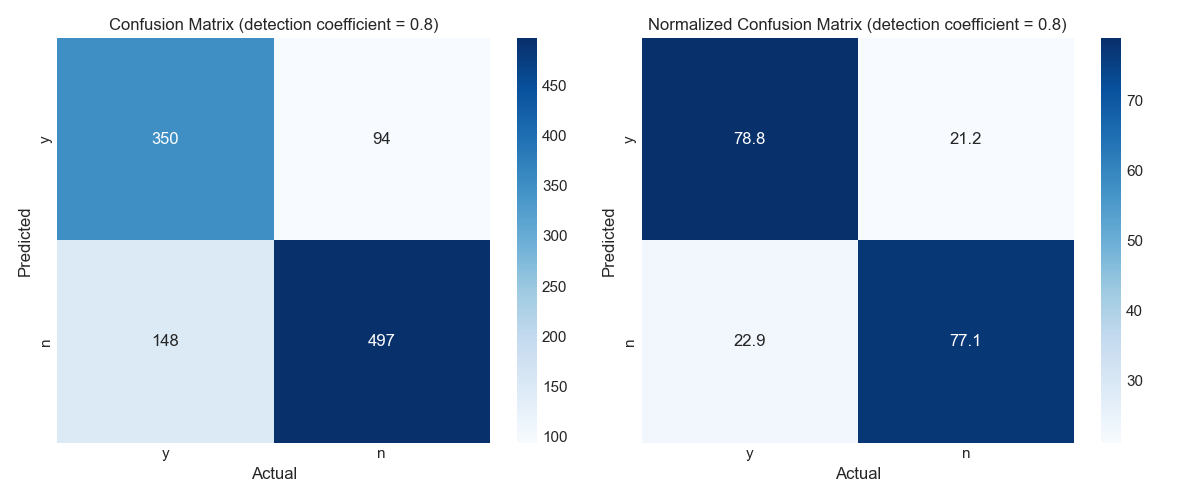 Confusion Matrix (detection coefficient = 0.8)
y
n
Predicted
350
94
148
497
y
n
Actual
450
400
350
300
250
200
150
100
Normalized Confusion Matrix (detection coefficient = 0.8)
y
n
Predicted
78.8
21.2
22.9
77.1
y
n
Actual
70
60
50
40
30